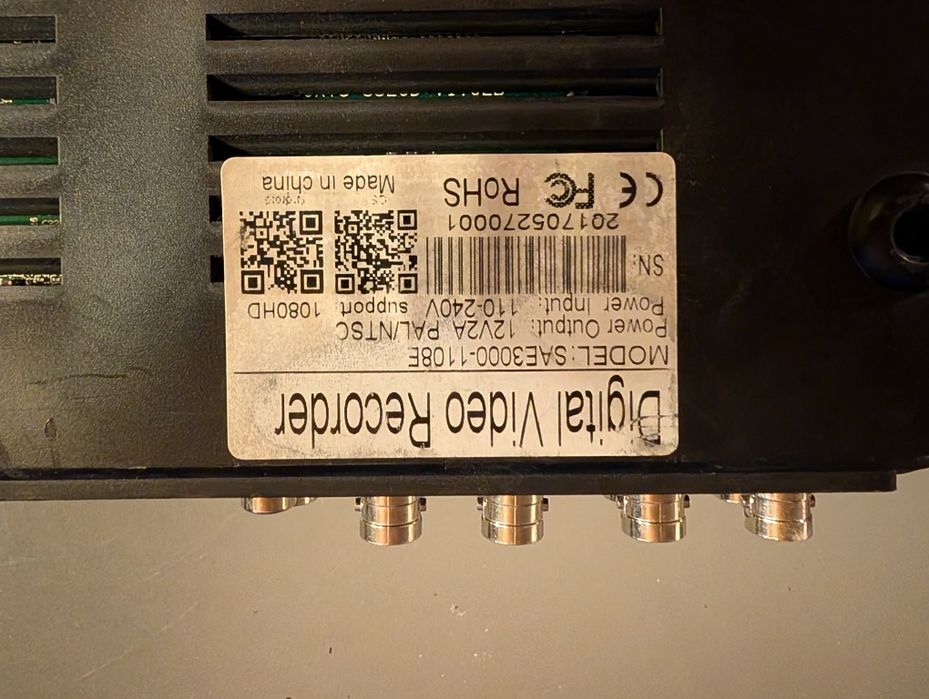 Digital Video Recorder
MODEL: SAE3000-1108E
Power Output: 12V2A PAL/NTSC
Power Input: 110-240V support: 1080HD
SN:
201705270001
CE FC RoHS Made in china